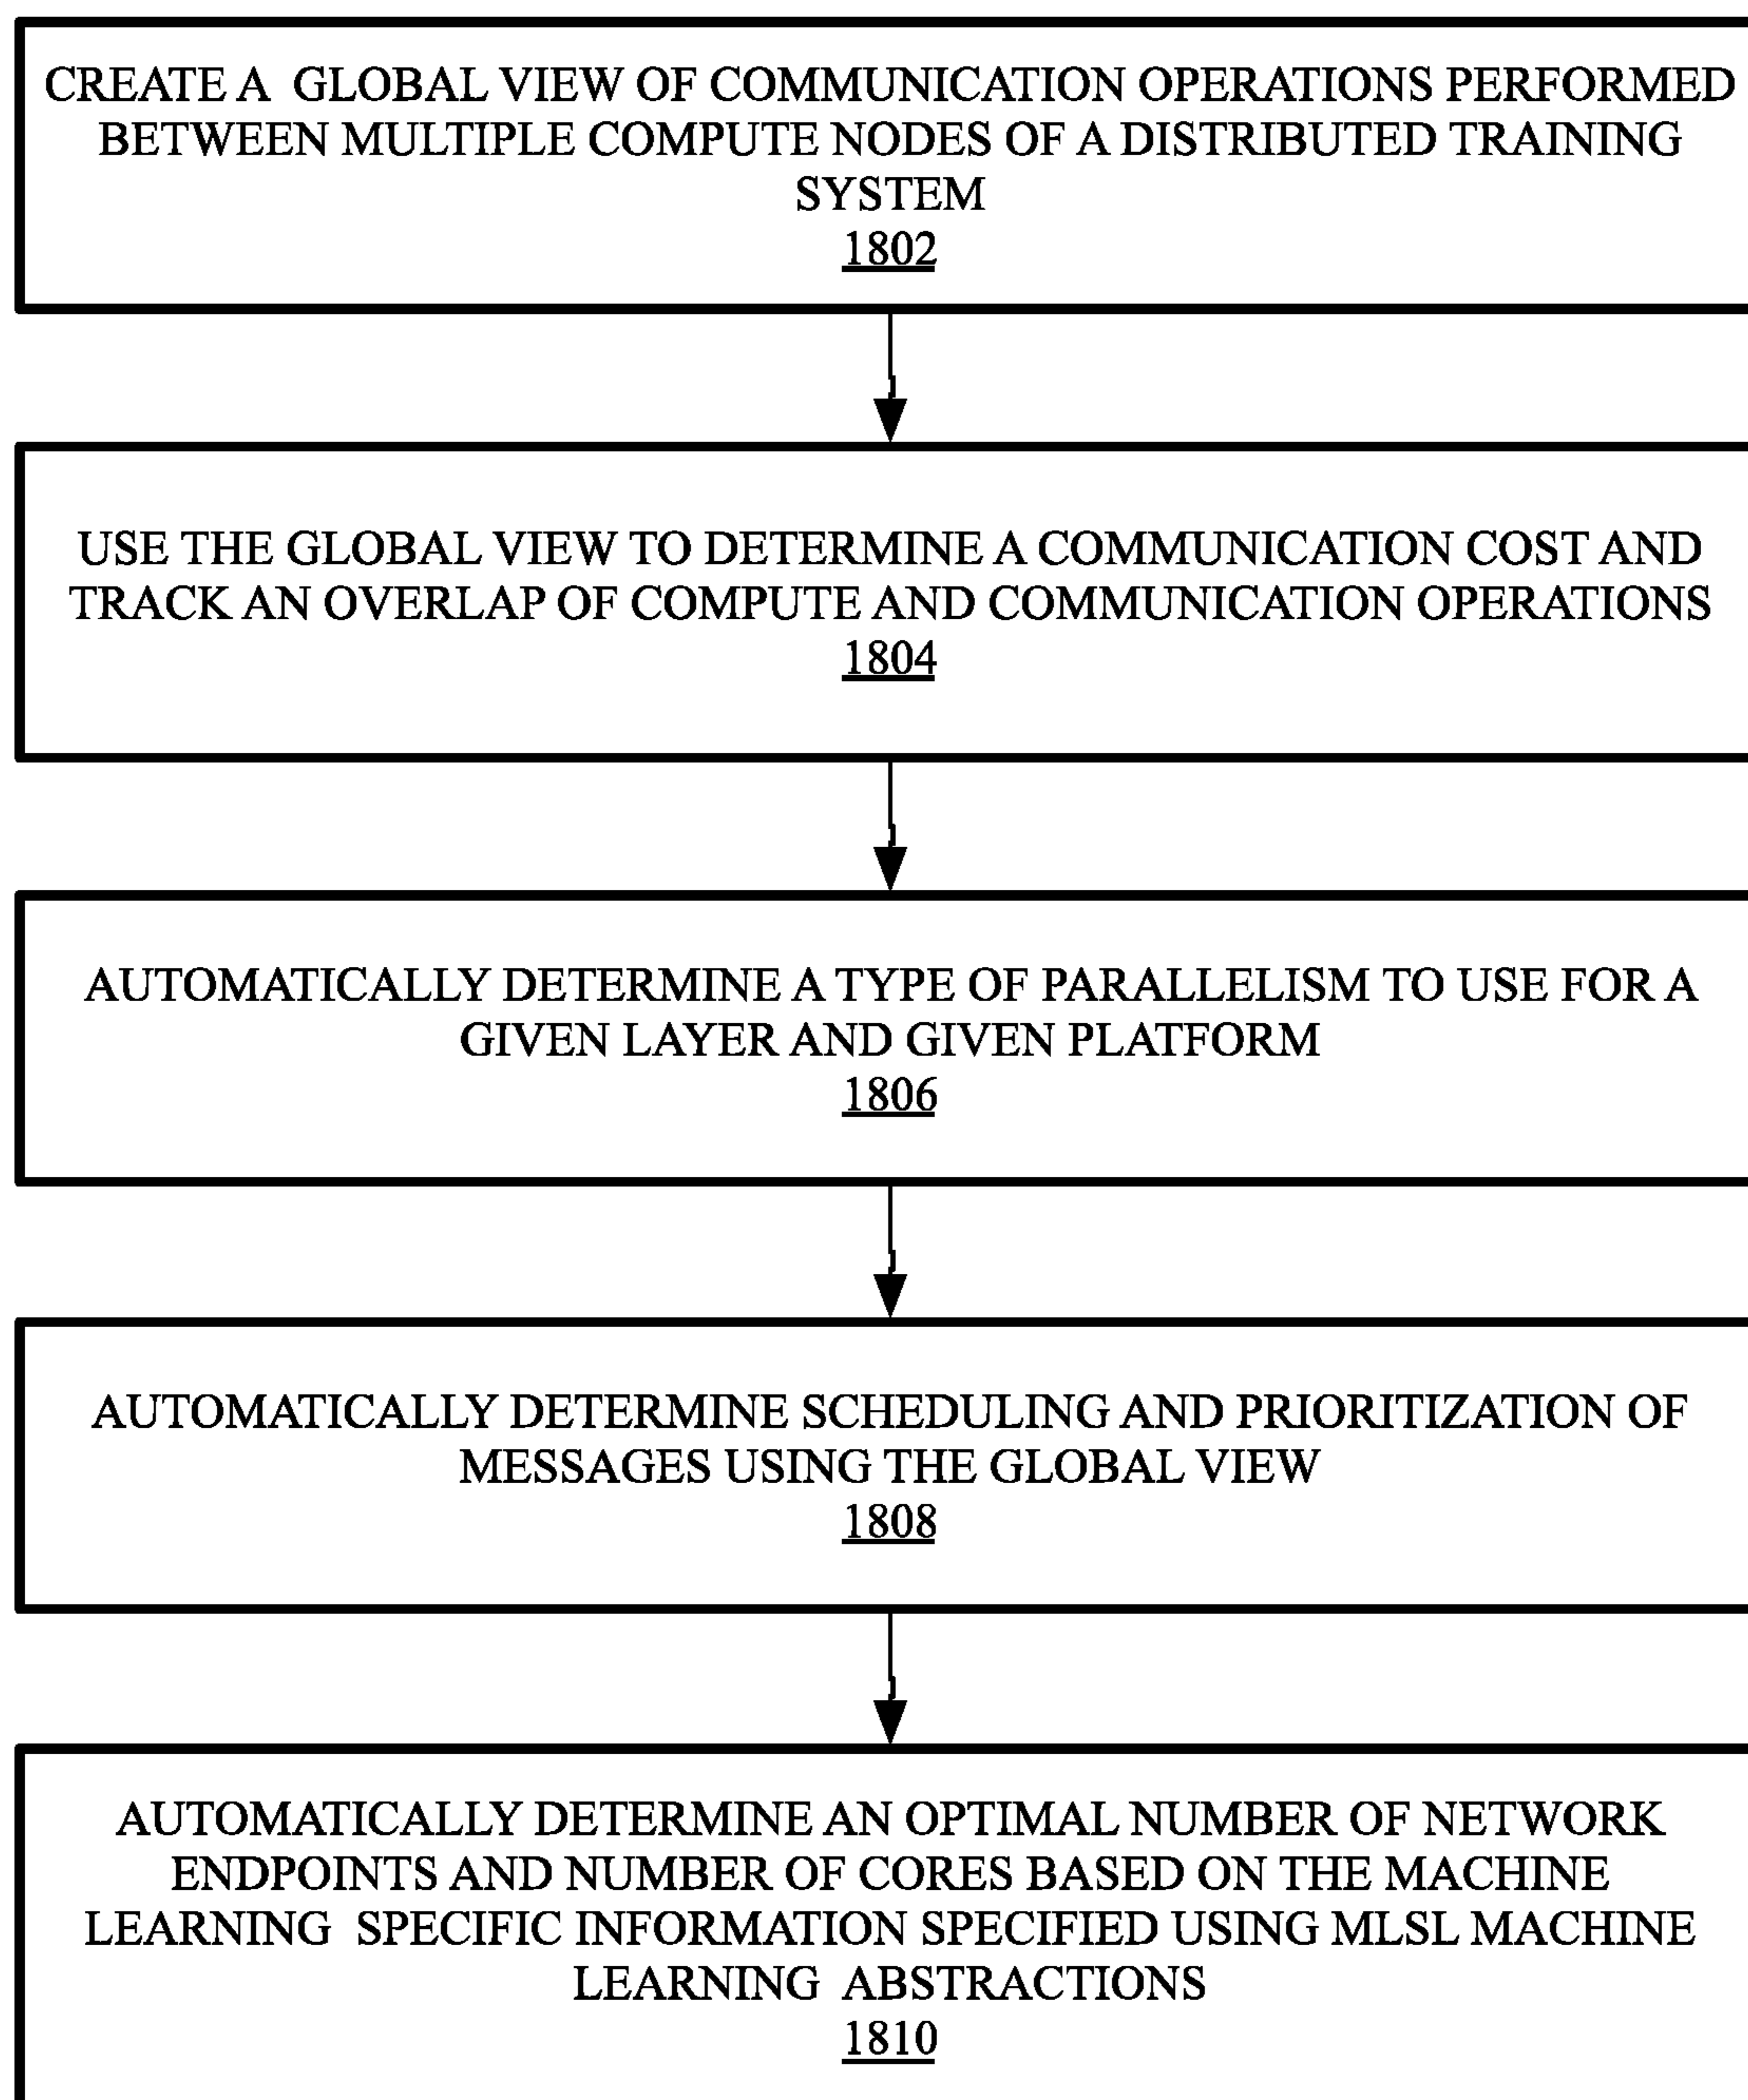 CREATE A GLOBAL VIEW OF COMMUNICATION OPERATIONS PERFORMED
BETWEEN MULTIPLE COMPUTE NODES OF A DISTRIBUTED TRAINING
SYSTEM
1802
USE THE GLOBAL VIEW TO DETERMINE A COMMUNICATION COST AND
TRACK AN OVERLAP OF COMPUTE AND COMMUNICATION OPERATIONS
1804
AUTOMATICALLY DETERMINE A TYPE OF PARALLELISM TO USE FOR A
GIVEN LAYER AND GIVEN PLATFORM
1806
AUTOMATICALLY DETERMINE SCHEDULING AND PRIORITIZATION OF
MESSAGES USING THE GLOBAL VIEW
1808
AUTOMATICALLY DETERMINE AN OPTIMAL NUMBER OF NETWORK
ENDPOINTS AND NUMBER OF CORES BASED ON THE MACHINE
LEARNING SPECIFIC INFORMATION SPECIFIED USING MLSL MACHINE
LEARNING ABSTRACTIONS
1810